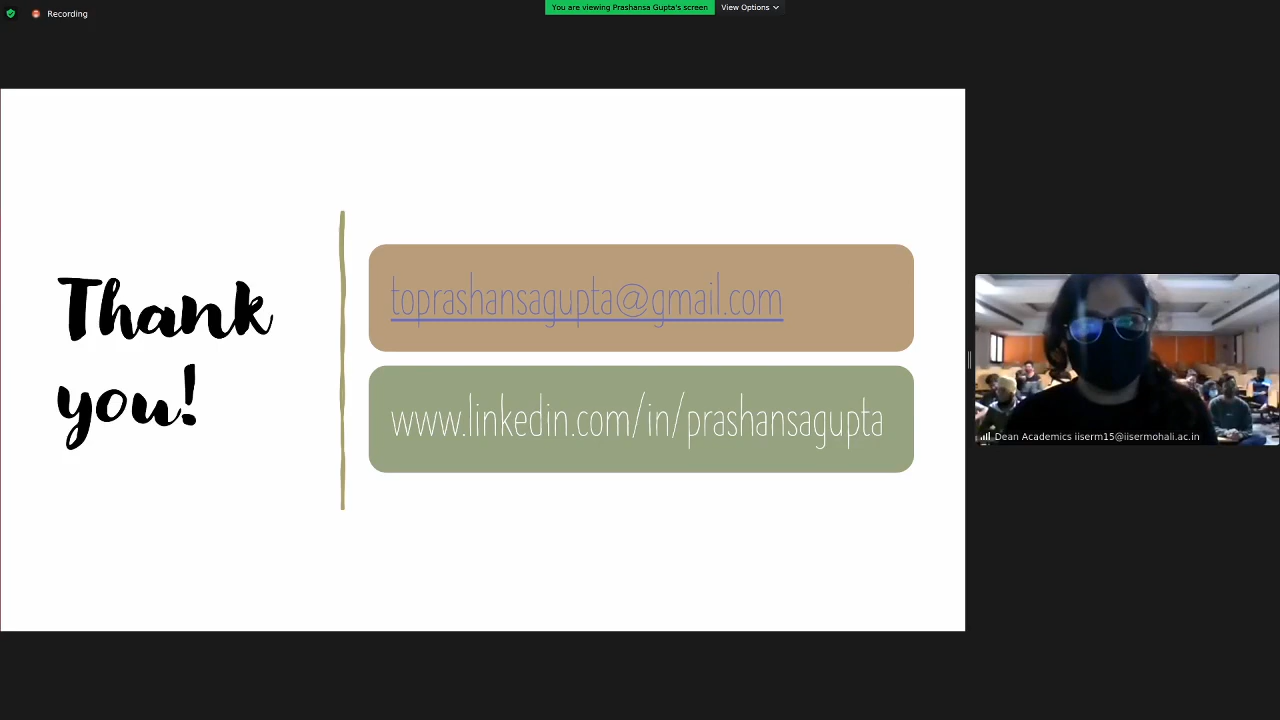 Recording
You are viewing Prashansa Gupta's screen
View Options
Thank
you!
toprashansagupta@gmail.com
www.linkedin.com/in/prashansagupta
Dean Academics iiserm15@iisermohali.ac.in